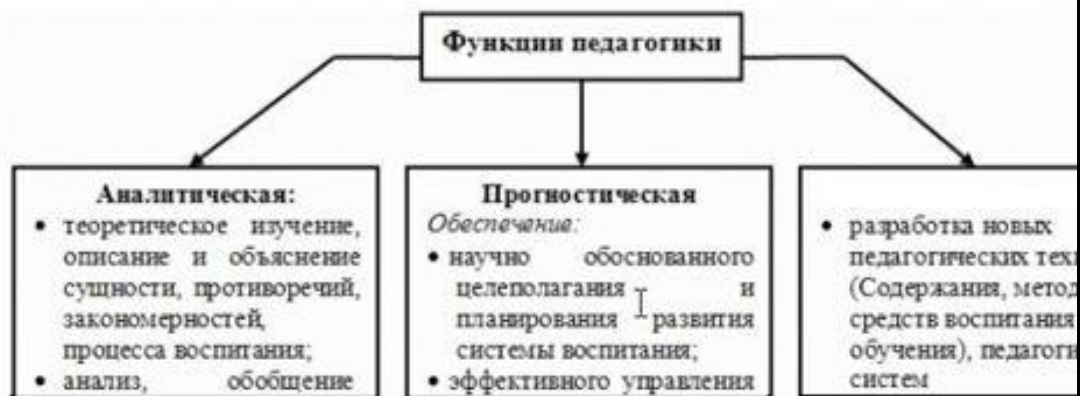 Функции педагогики
Аналитическая:
• теоретическое изучение,
описание и объяснение
сущности, противоречий,
закономерностей,
процесса воспитания;
• анализ, обобщение
Прогностическая
Обеспечение:
• научно обоснованного
целеполагания и
планирования развития
системы воспитания;
• эффективного управления
• разработка новых
педагогических
(Содержания,
средств воспитания
обучения),
систем